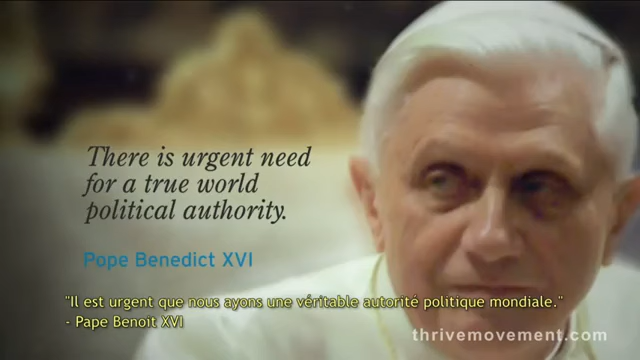 There is urgent need
for a true world
political authority.
Pope Benedict XVI
"Il est urgent que nous ayons une véritable autorité politique mondiale."
- Pape Benoit XVI
thrivemovement.com